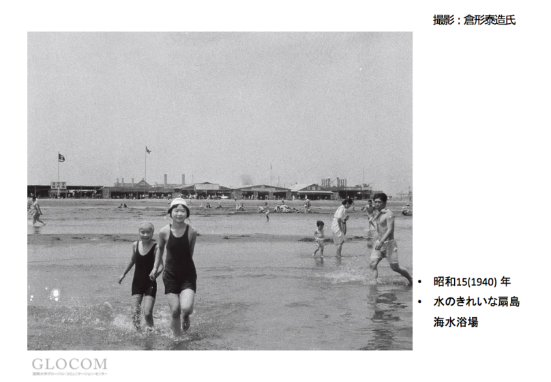 撮影：倉形泰造氏
• 昭和15(1940) 年
• 水のきれいな扇島
海水浴場
GLOCOM